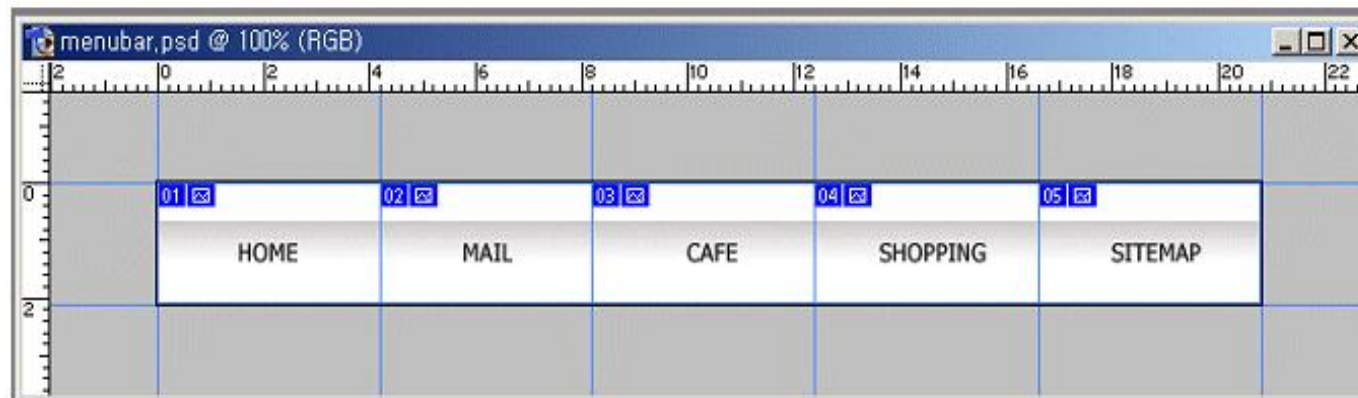 menubar.psd @ 100% (RGB)
2 0 2 4 6 8 10 12 14 16 18 20 22
0
01 02 03 04 05
HOME MAIL CAFE SHOPPING SITEMAP
2